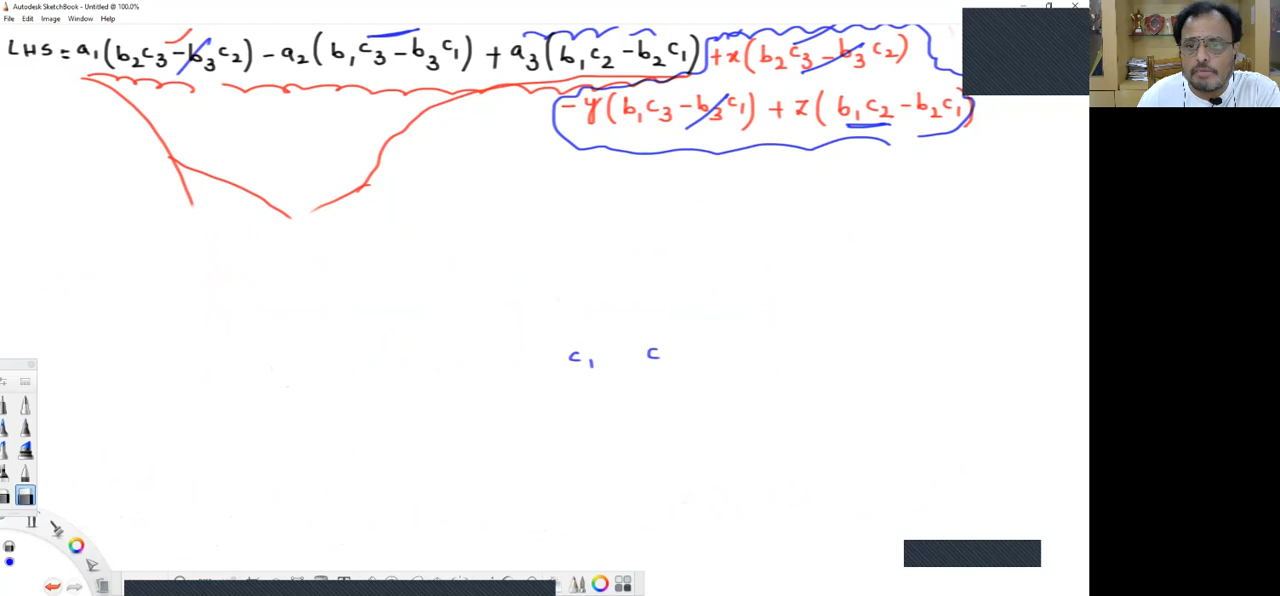 Autodesk SketchBook - Untitled @ 100.0%
File Edit Image Window Help
LHS = a₁(b₂c₃ - b₃c₂) - a₂(b₁c₃ - b₃c₁) + a₃(b₁c₂ - b₂c₁) + x(b₂c₃ - b₃c₂)
- y(b₁c₃ - b₃c₁) + z(b₁c₂ - b₂c₁)
c₁ c